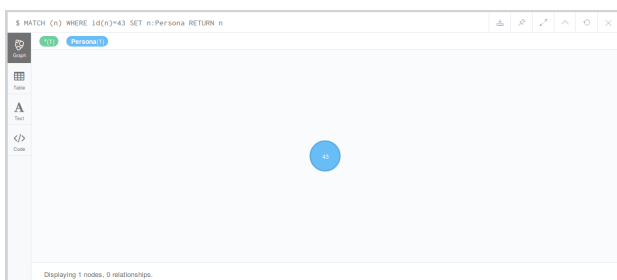 $ MATCH (n) WHERE id(n)=43 SET n:Persona RETURN n
*(1) Persona(1)
Graph
Table
A
Text
</>
Code
43
Displaying 1 nodes, 0 relationships.